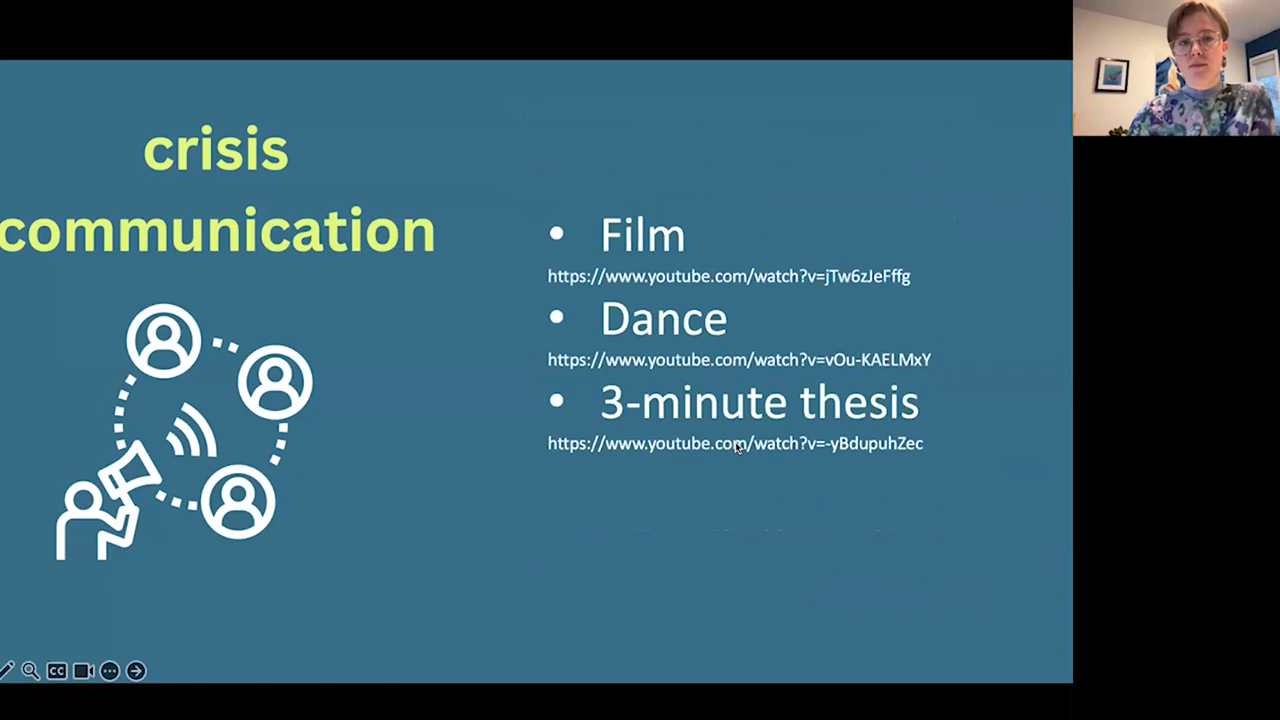 crisis
communication
• Film
https://www.youtube.com/watch?v=jTw6zJeFffg
• Dance
https://www.youtube.com/watch?v=vOu-KAELMxY
• 3-minute thesis
https://www.youtube.com/watch?v=-yBdupuhZec
CC